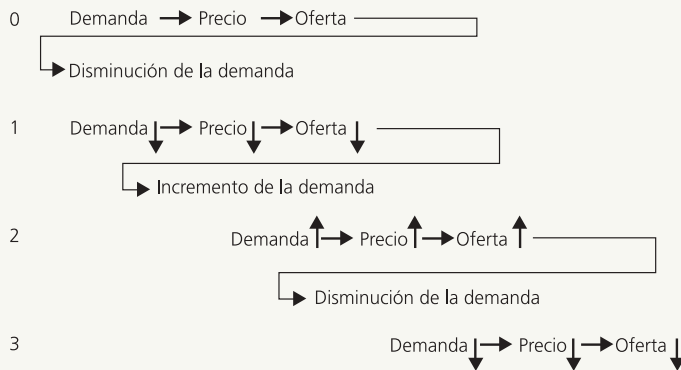 0 Demanda Precio Oferta
Disminución de la demanda
1 Demanda Precio Oferta
Incremento de la demanda
2 Demanda Precio Oferta
Disminución de la demanda
3 Demanda Precio Oferta